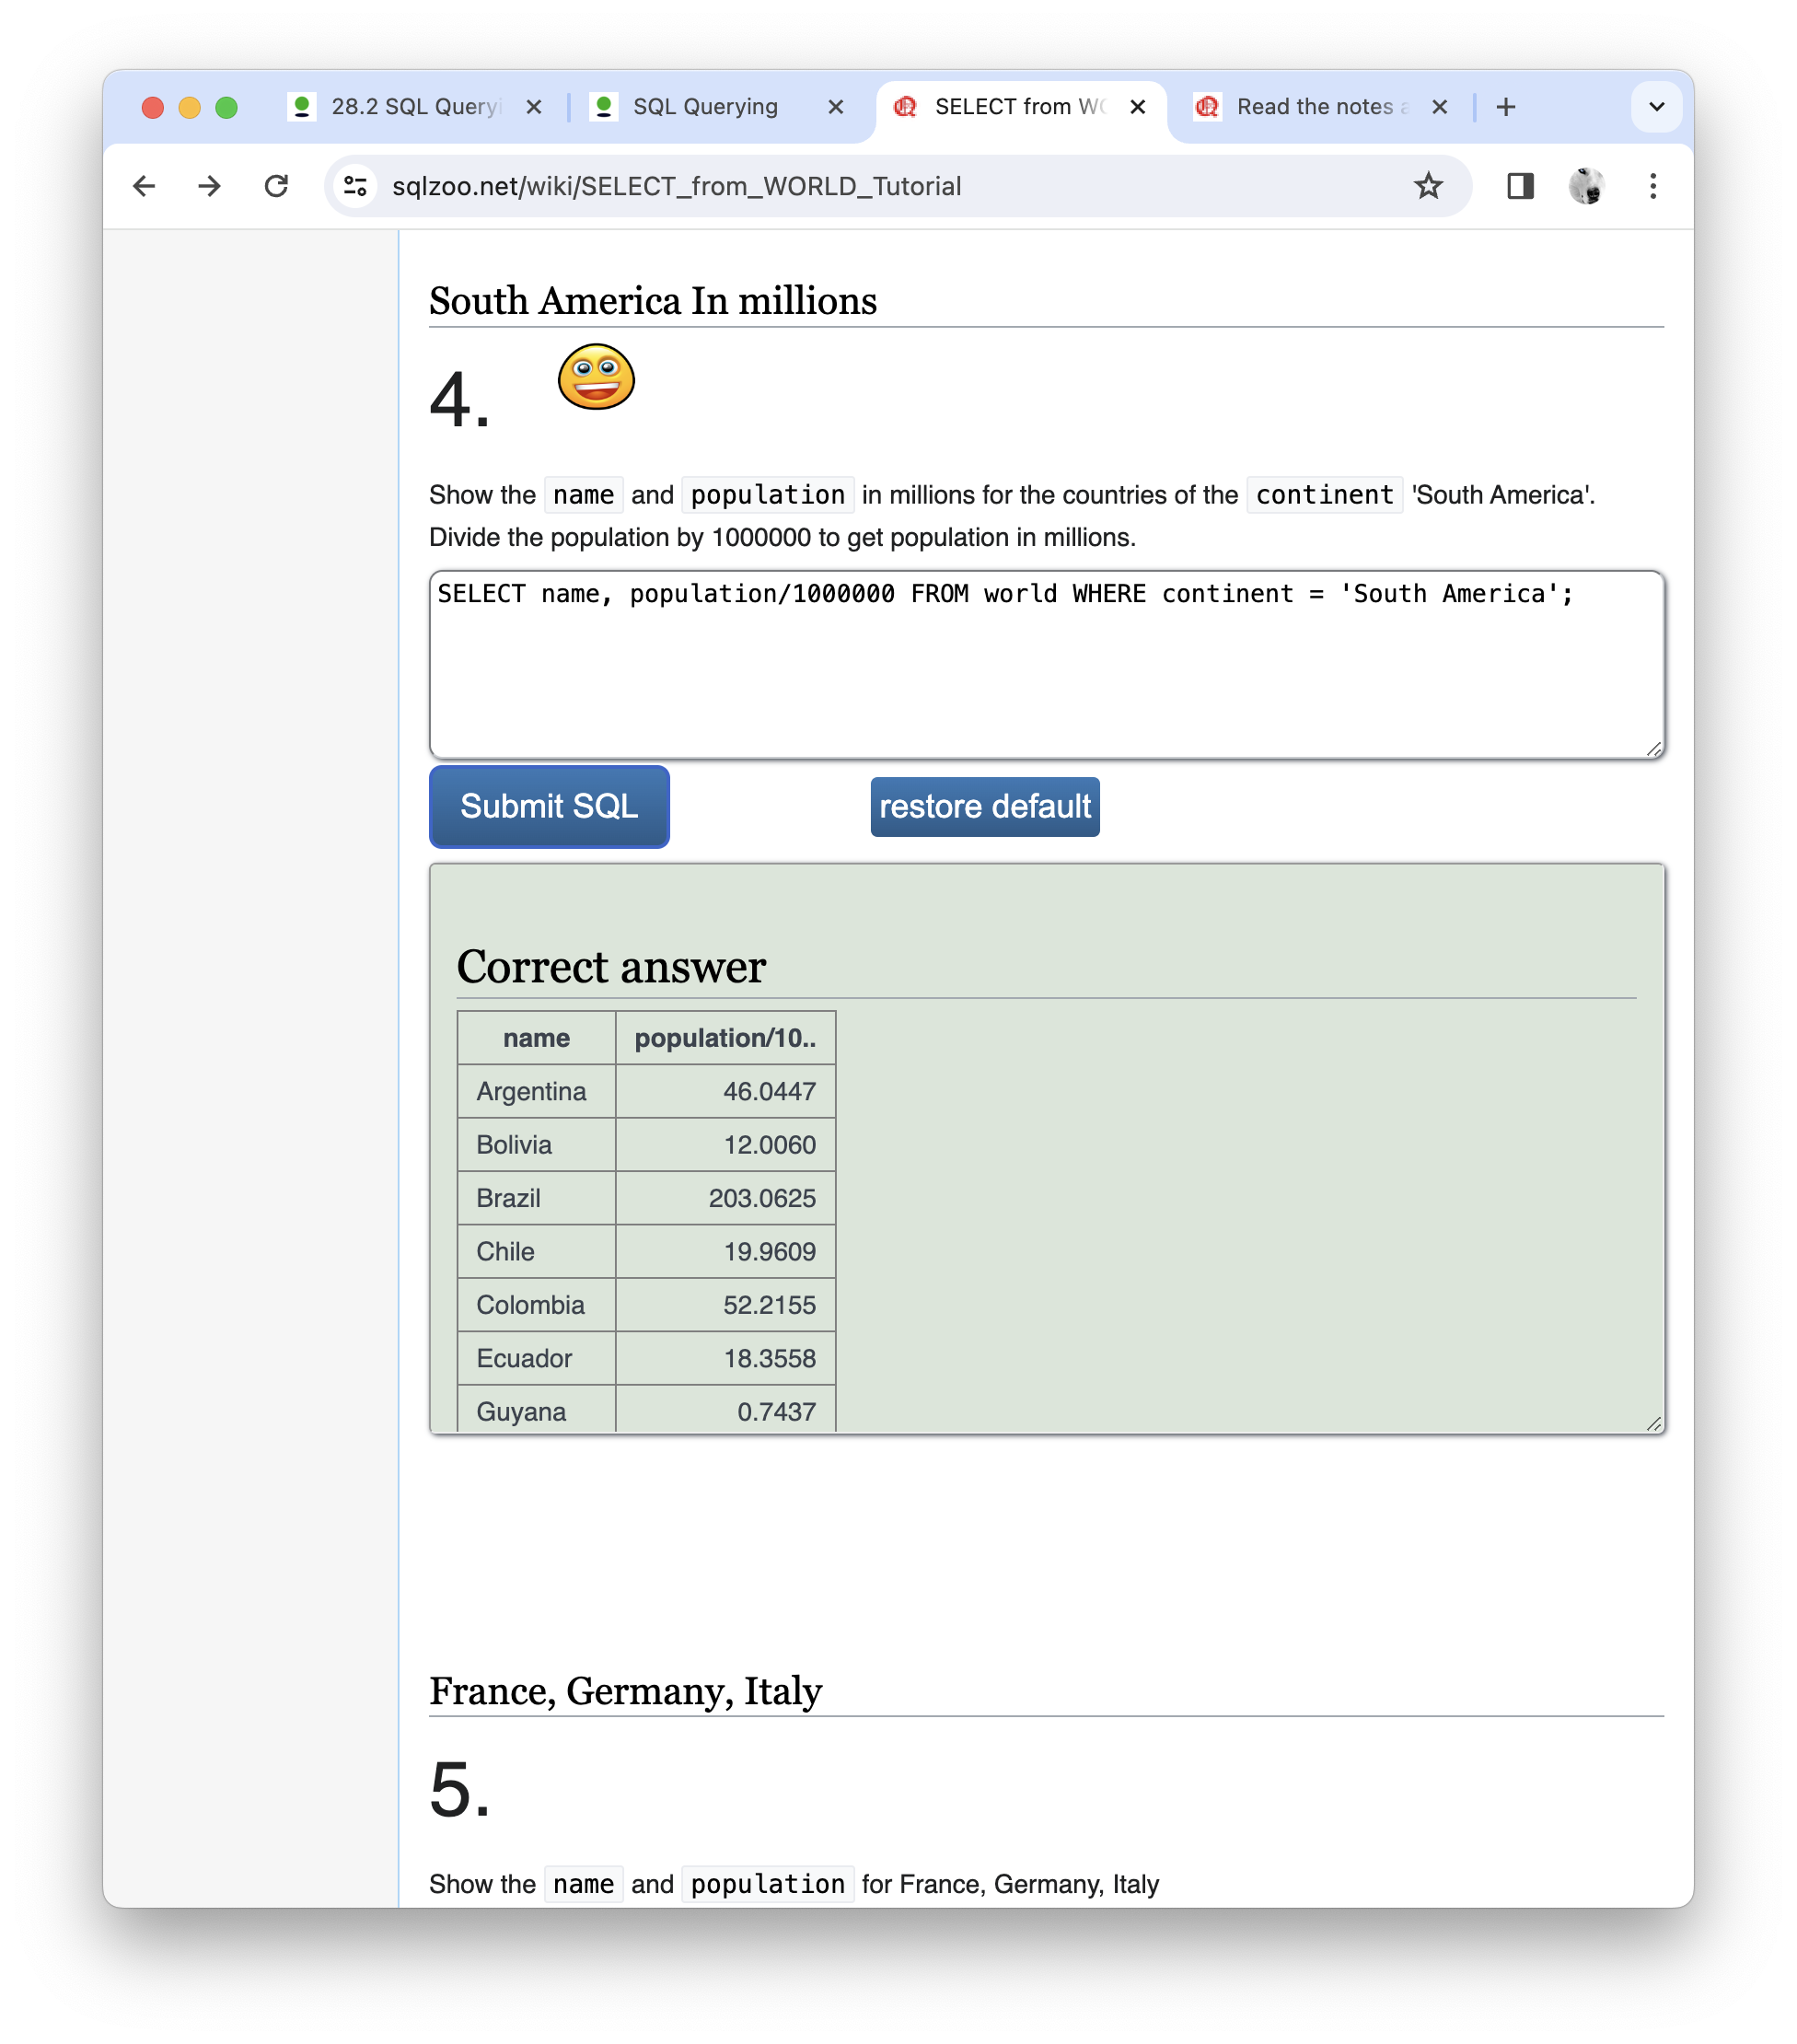 28.2 SQL Query
SQL Querying
SELECT from W
Read the notes
sqlzoo.net/wiki/SELECT_from_WORLD_Tutorial
South America In millions
4.
Show the name and population in millions for the countries of the continent 'South America'.
Divide the population by 1000000 to get population in millions.
SELECT name, population/1000000 FROM world WHERE continent = 'South America';
Submit SQL restore default
Correct answer
name population/10..
Argentina 46.0447
Bolivia 12.0060
Brazil 203.0625
Chile 19.9609
Colombia 52.2155
Ecuador 18.3558
Guyana 0.7437
France, Germany, Italy
5.
Show the name and population for France, Germany, Italy